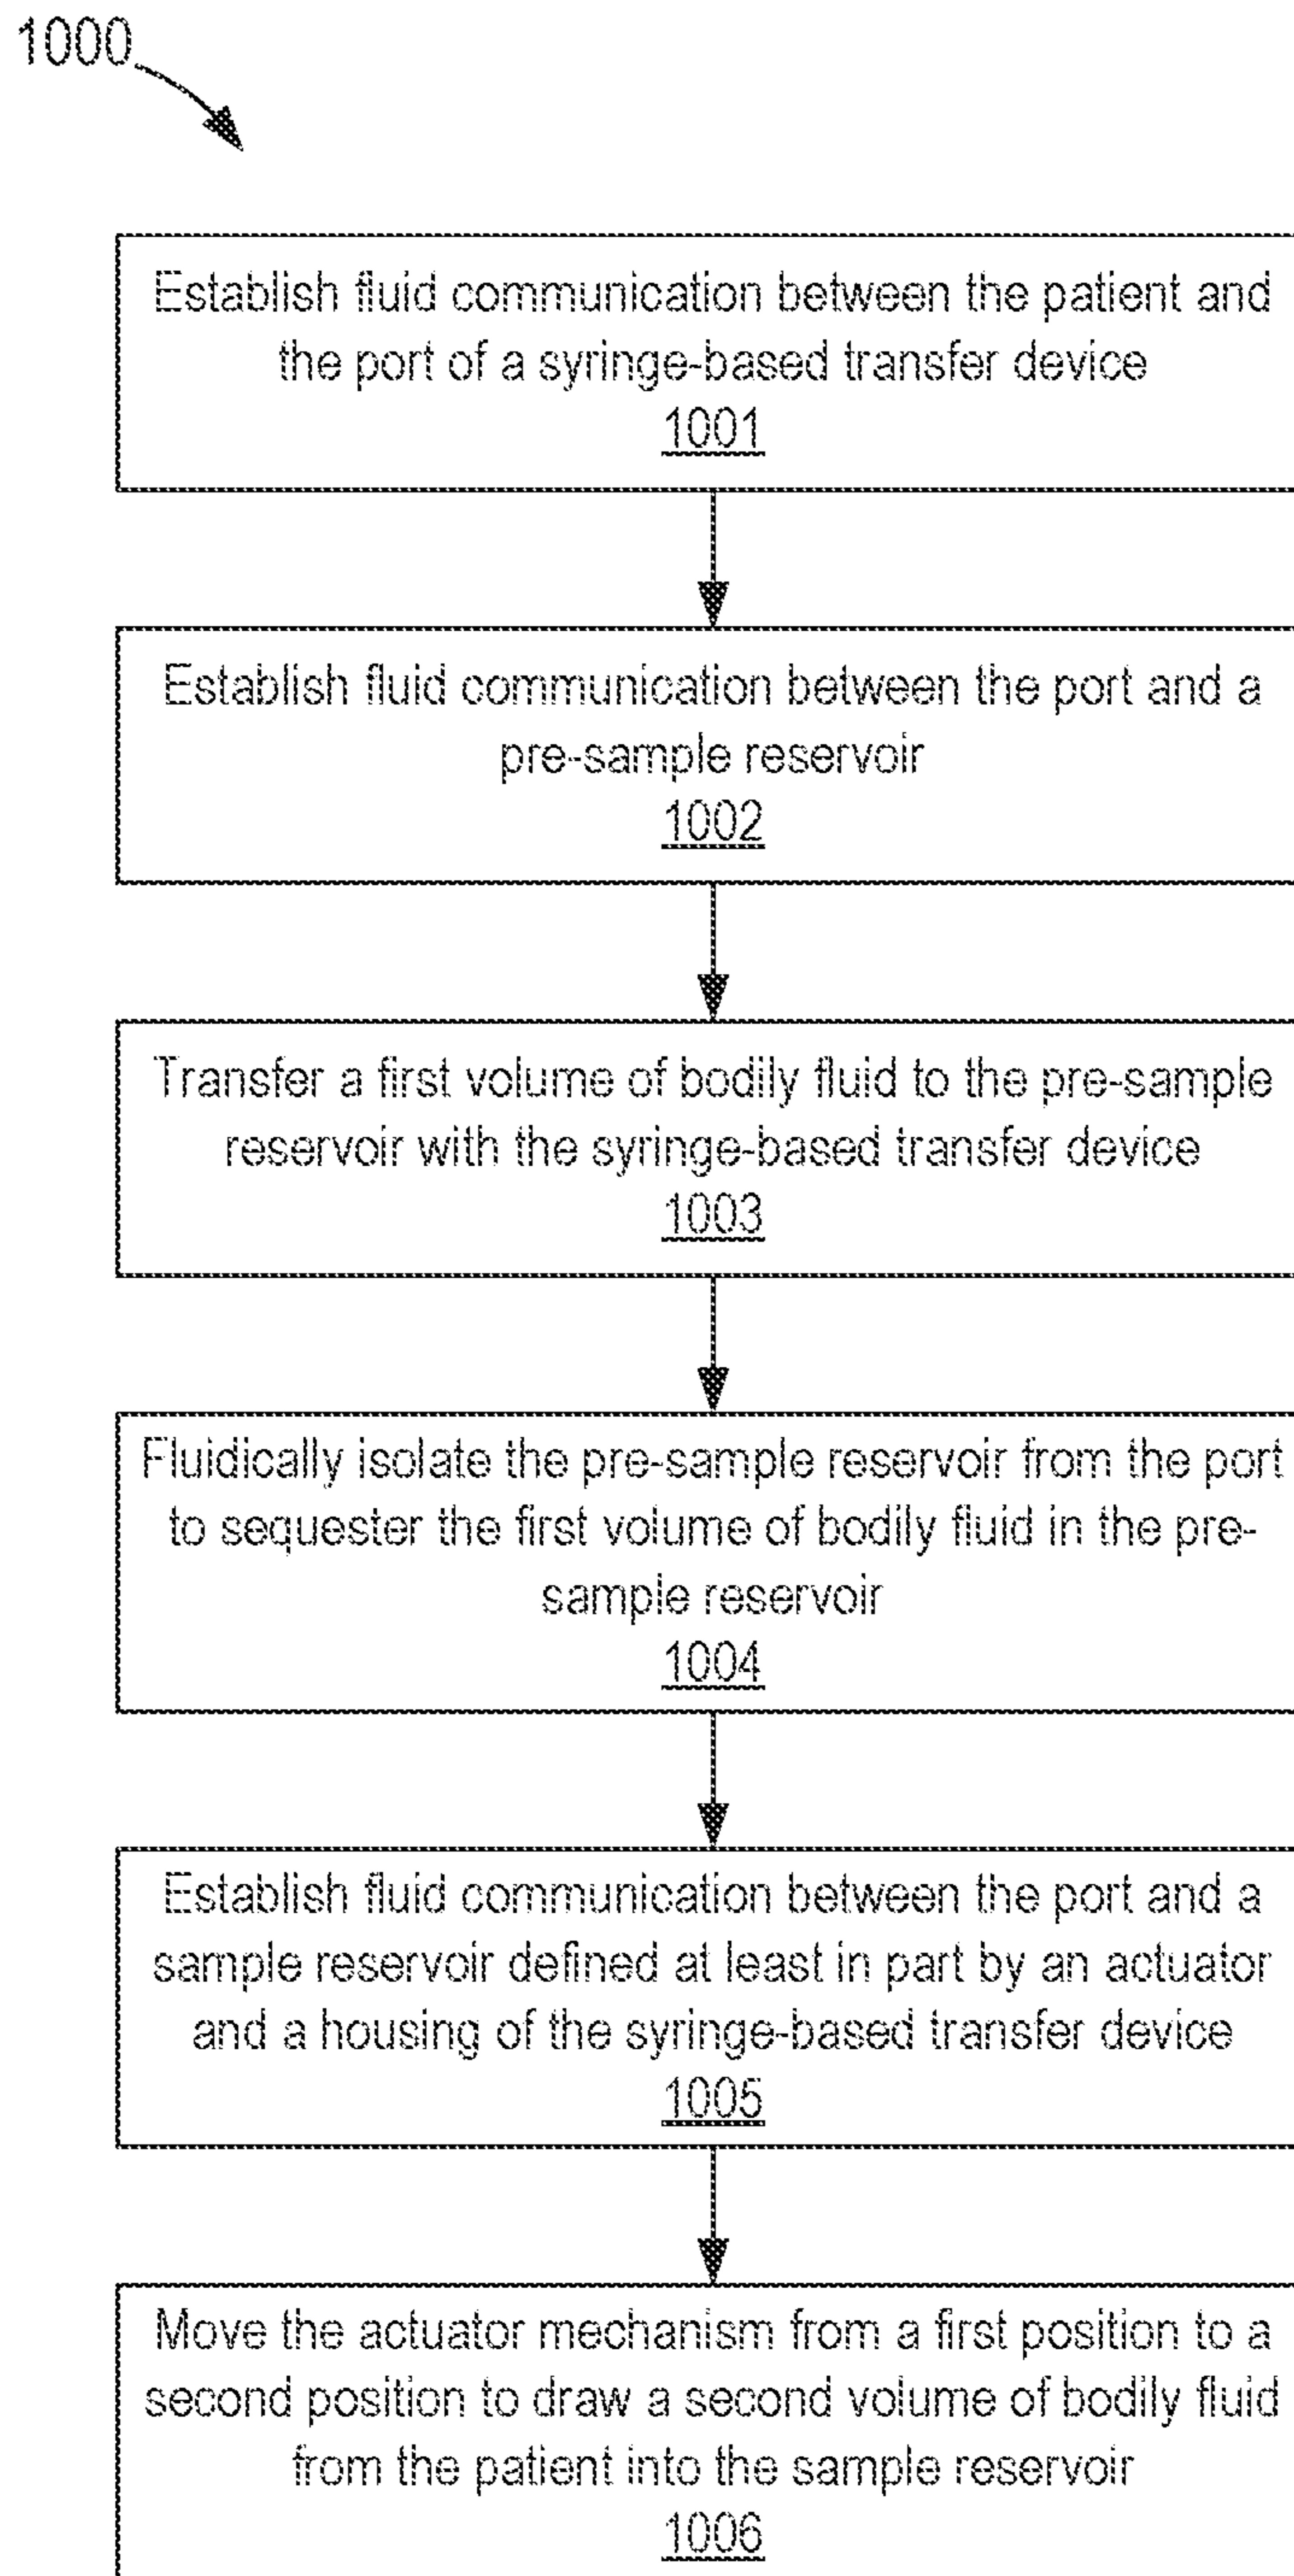 1000
Establish fluid communication between the patient and
the port of a syringe-based transfer device
1001
Establish fluid communication between the port and a
pre-sample reservoir
1002
Transfer a first volume of bodily fluid to the pre-sample
reservoir with the syringe-based transfer device
1003
Fluidically isolate the pre-sample reservoir from the port
to sequester the first volume of bodily fluid in the pre-
sample reservoir
1004
Establish fluid communication between the port and a
sample reservoir defined at least in part by an actuator
and a housing of the syringe-based transfer device
1005
Move the actuator mechanism from a first position to a
second position to draw a second volume of bodily fluid
from the patient into the sample reservoir
1006